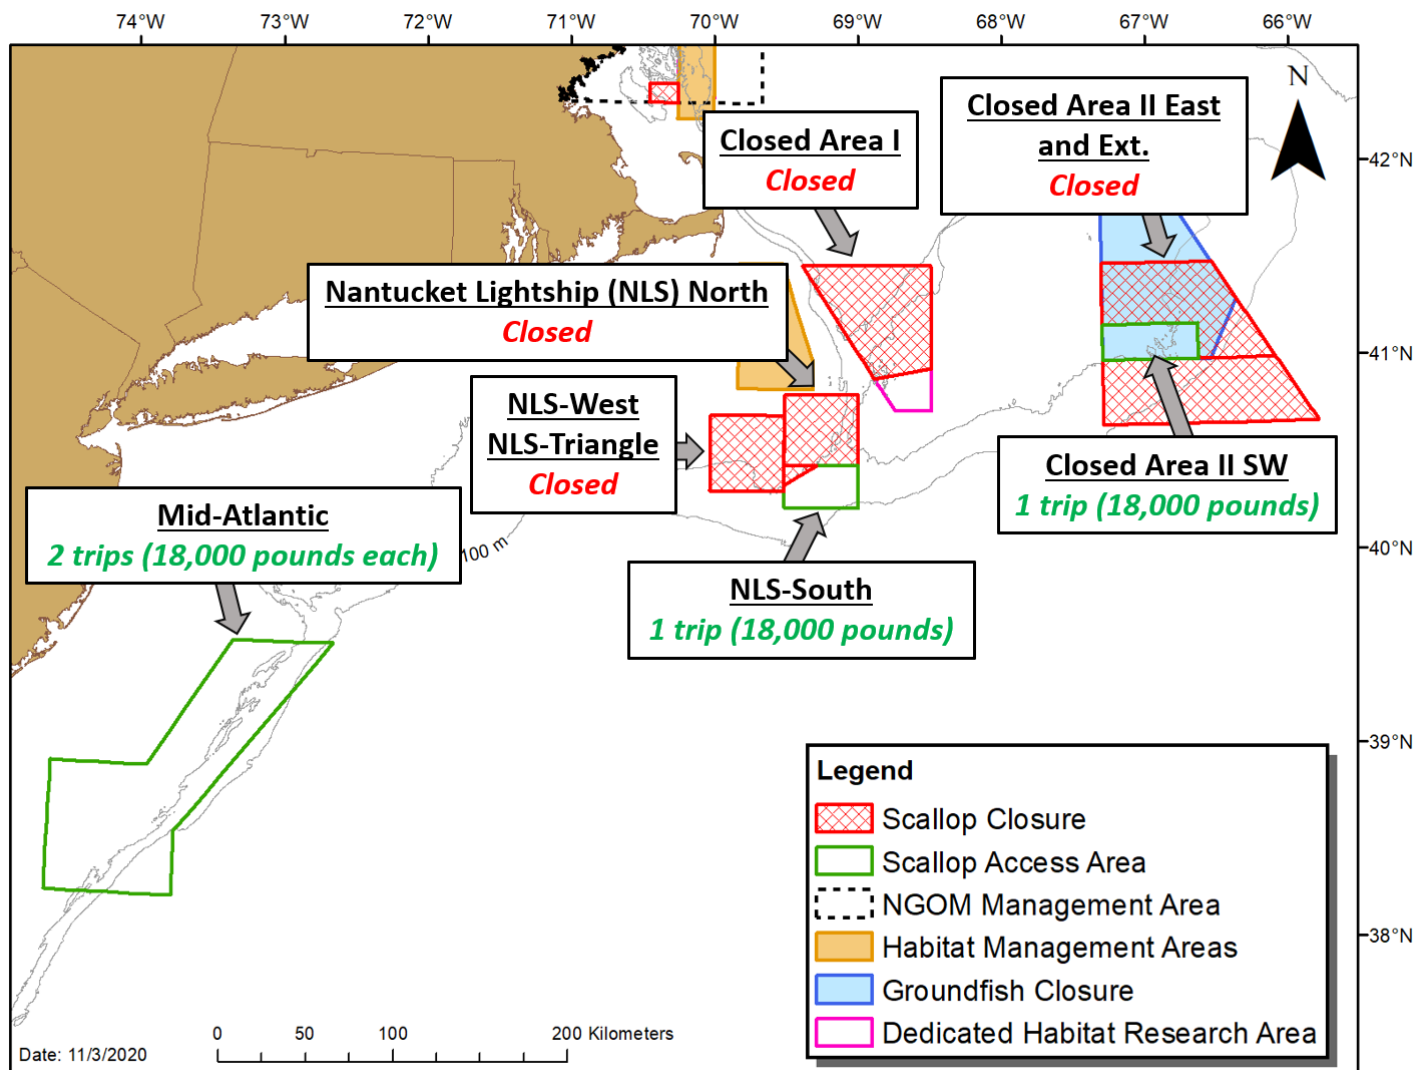 74°W 73°W 72°W 71°W 70°W 69°W 68°W 67°W 66°W
N
42°N
41°N
40°N
39°N
38°N
Closed Area I
Closed
Closed Area II East
and Ext.
Closed
Nantucket Lightship (NLS) North
Closed
NLS-West
NLS-Triangle
Closed
Closed Area II SW
1 trip (18,000 pounds)
Mid-Atlantic
2 trips (18,000 pounds each)
100 m
NLS-South
1 trip (18,000 pounds)
Legend
Scallop Closure
Scallop Access Area
NGOM Management Area
Habitat Management Areas
Groundfish Closure
Dedicated Habitat Research Area
0 50 100 200 Kilometers
Date: 11/3/2020